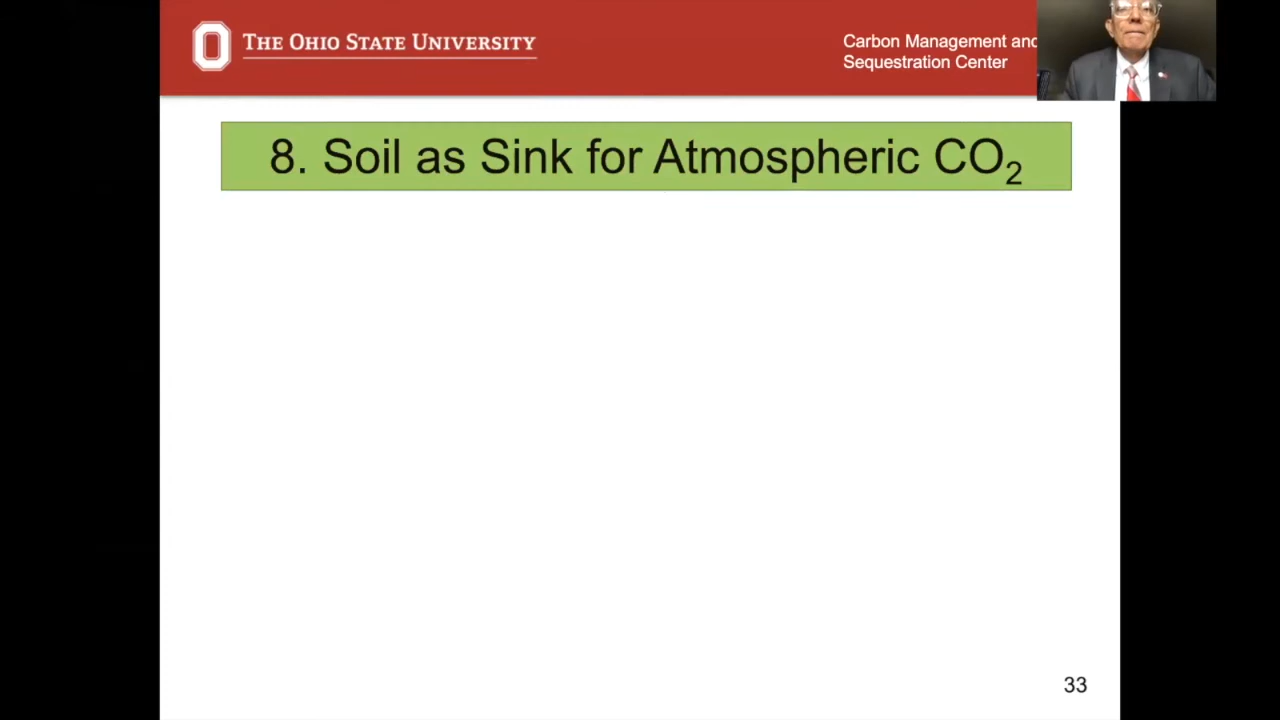 THE OHIO STATE UNIVERSITY
Carbon Management and
Sequestration Center
8. Soil as Sink for Atmospheric CO₂
33